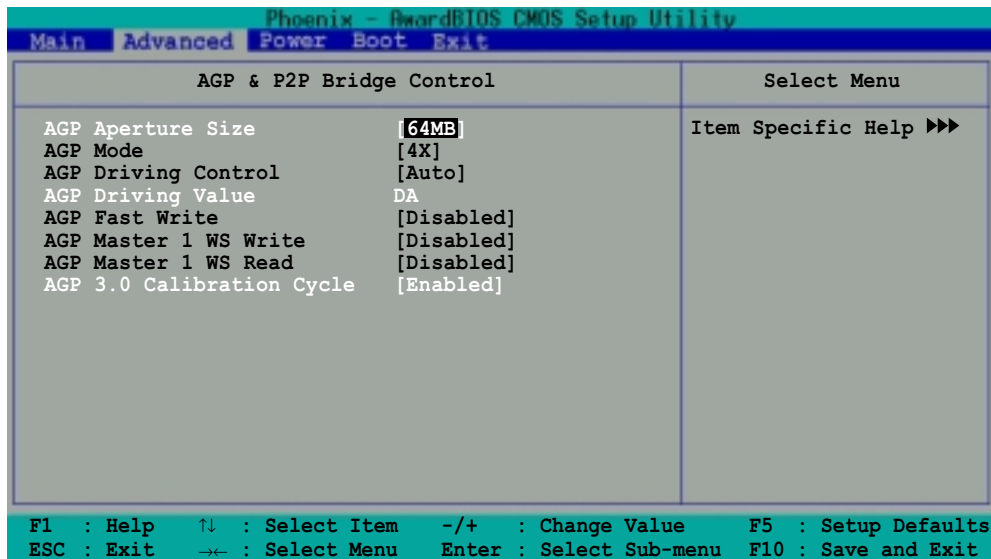 Phoenix - AwardBIOS CMOS Setup Utility
Main Advanced Power Boot Exit
AGP & P2P Bridge Control
Select Menu
AGP Aperture Size [64MB]
Item Specific Help ▶▶▶
AGP Mode [4X]
AGP Driving Control [Auto]
AGP Driving Value DA
AGP Fast Write [Disabled]
AGP Master 1 WS Write [Disabled]
AGP Master 1 WS Read [Disabled]
AGP 3.0 Calibration Cycle [Enabled]
F1 : Help ↑↓ : Select Item -/+ : Change Value F5 : Setup Defaults
ESC : Exit →← : Select Menu Enter : Select Sub-menu F10 : Save and Exit